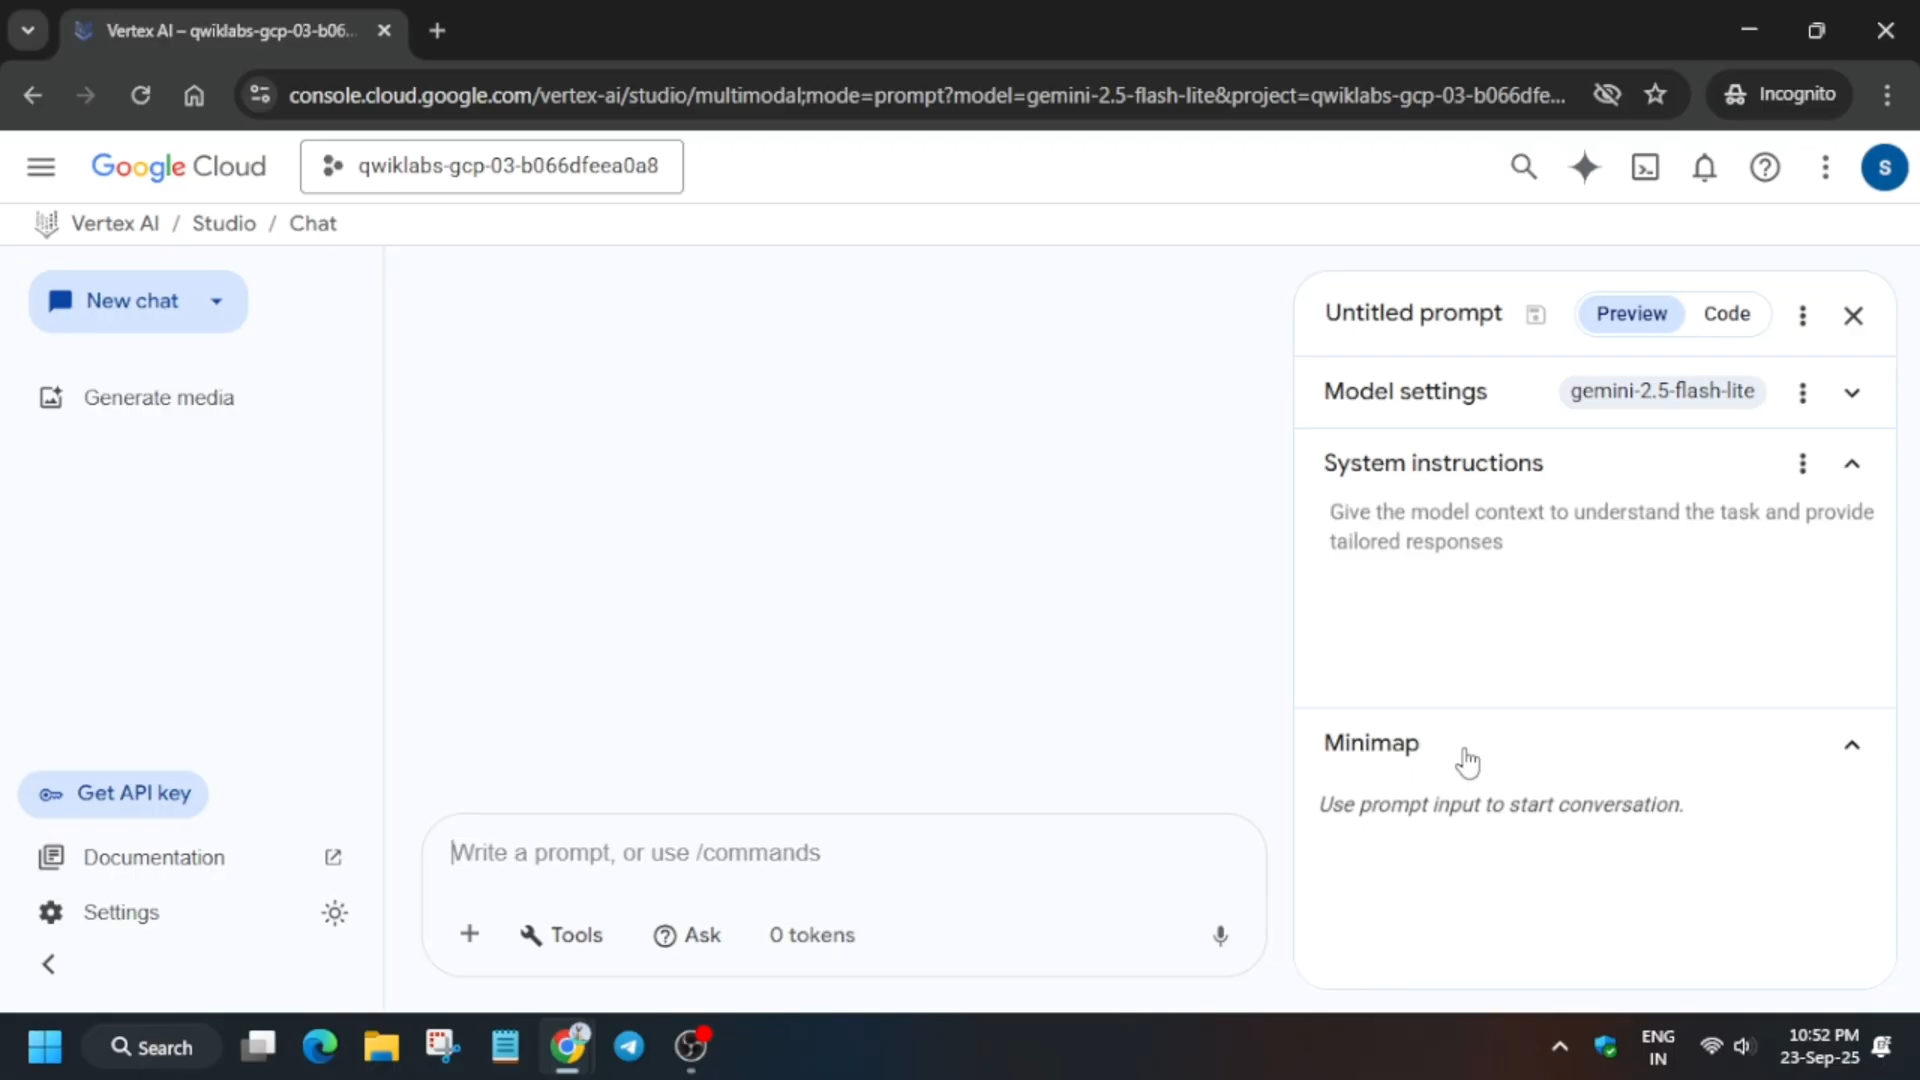 Vertex AI – qwiklabs-gcp-03-b06...
console.cloud.google.com/vertex-ai/studio/multimodal;mode=prompt?model=gemini-2.5-flash-lite&project=qwiklabs-gcp-03-b066dfe...
Incognito
Google Cloud
qwiklabs-gcp-03-b066dfeea0a8
S
Vertex AI / Studio / Chat
New chat
Generate media
Get API key
Documentation
Settings
Write a prompt, or use /commands
Tools
Ask
0 tokens
Untitled prompt
Preview
Code
Model settings
gemini-2.5-flash-lite
System instructions
Give the model context to understand the task and provide
tailored responses
Minimap
Use prompt input to start conversation.
Search
ENG
IN
10:52 PM
23-Sep-25